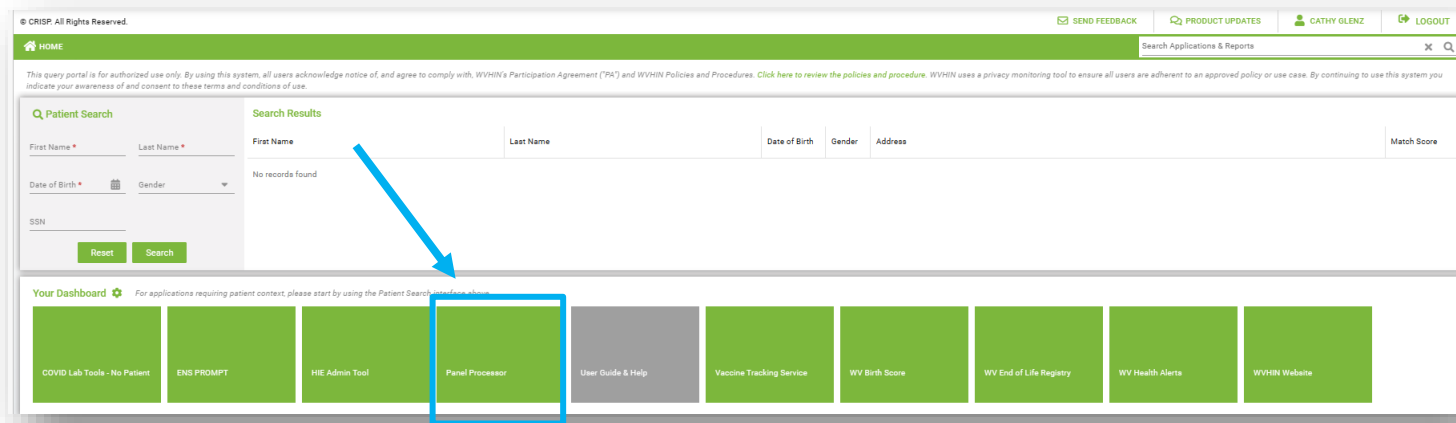 © CRISP. All Rights Reserved.
SEND FEEDBACK
PRODUCT UPDATES
CATHY GLENZ
LOGOUT
HOME
Search Applications & Reports
This query portal is for authorized use only. By using this system, all users acknowledge notice of, and agree to comply with, WVHIN's Participation Agreement ("PA") and WVHIN Policies and Procedures. Click here to review the policies and procedure. WVHIN uses a privacy monitoring tool to ensure all users are adherent to an approved policy or use case. By continuing to use this system you
indicate your awareness of and consent to these terms and conditions of use.
Patient Search
First Name *
Last Name *
Date of Birth *
Gender
SSN
Reset
Search
Search Results
First Name
Last Name
Date of Birth
Gender
Address
Match Score
No records found
Your Dashboard
For applications requiring patient context, please start by using the Patient Search interface above.
COVID Lab Tools - No Patient
ENS PROMPT
HIE Admin Tool
Panel Processor
User Guide & Help
Vaccine Tracking Service
WV Birth Score
WV End of Life Registry
WV Health Alerts
WVHIN Website